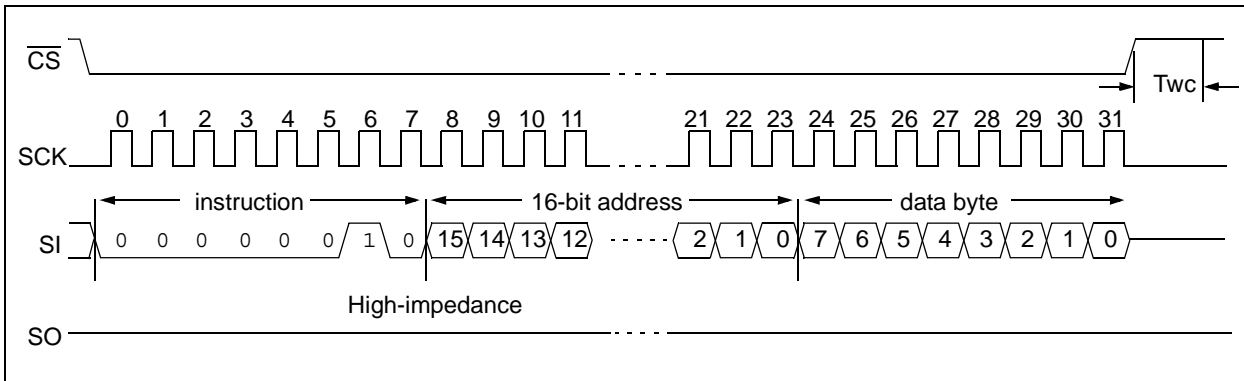 CS
Twc
0 1 2 3 4 5 6 7 8 9 10 11 21 22 23 24 25 26 27 28 29 30 31
SCK
instruction 16-bit address data byte
SI 0 0 0 0 0 0 1 0 15 14 13 12 2 1 0 7 6 5 4 3 2 1 0
High-impedance
SO